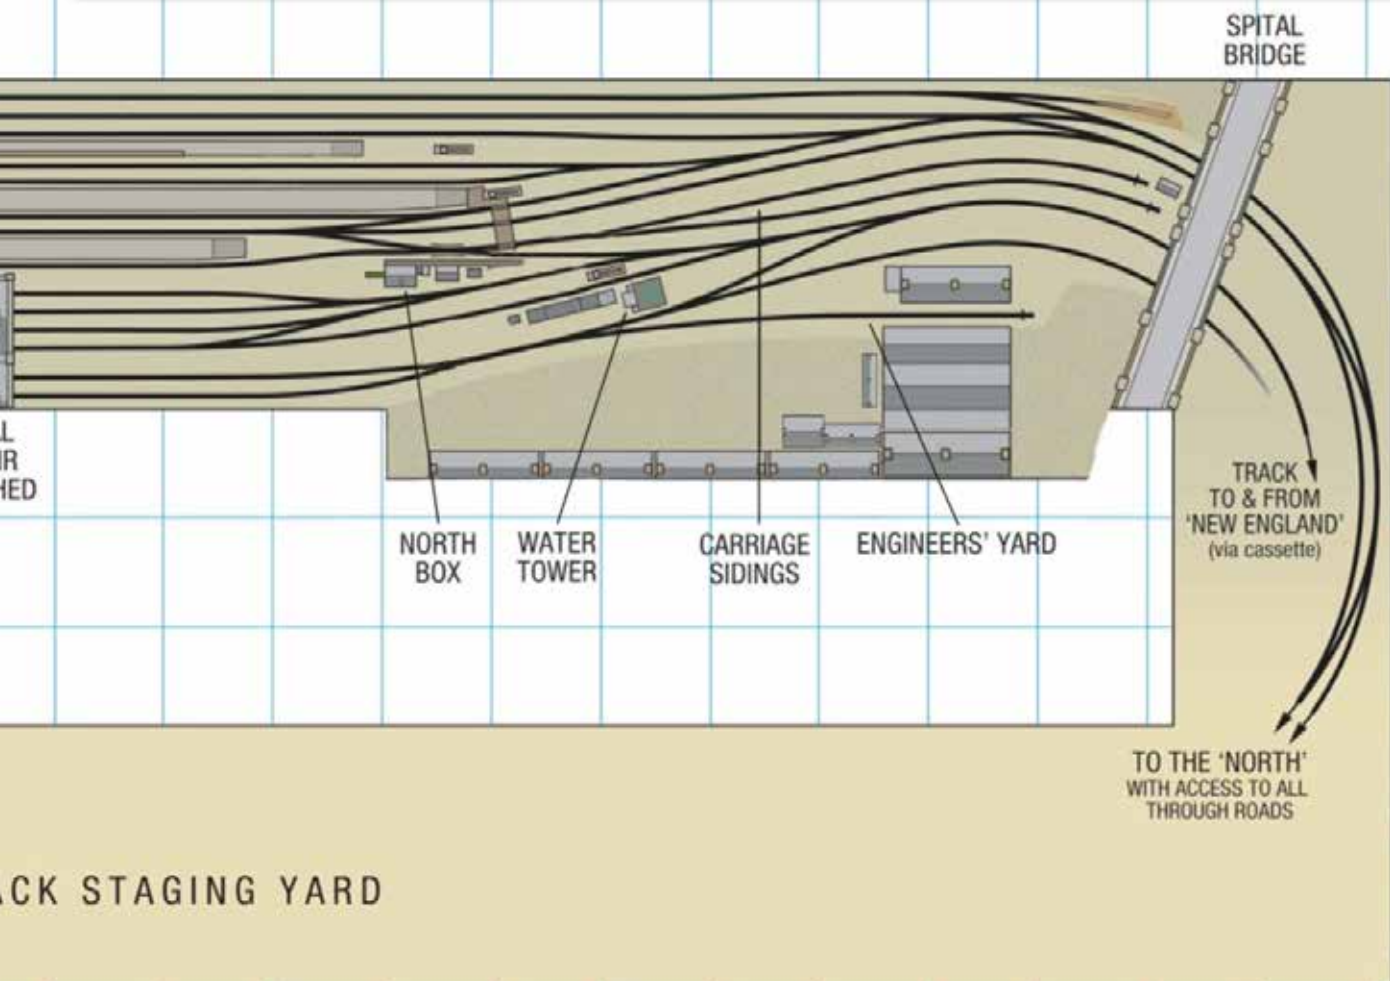 SPITAL
BRIDGE
TRACK
TO & FROM
'NEW ENGLAND'
(via cassette)
NORTH
BOX
WATER
TOWER
CARRIAGE
SIDINGS
ENGINEERS' YARD
TO THE 'NORTH'
WITH ACCESS TO ALL
THROUGH ROADS
STAGING YARD